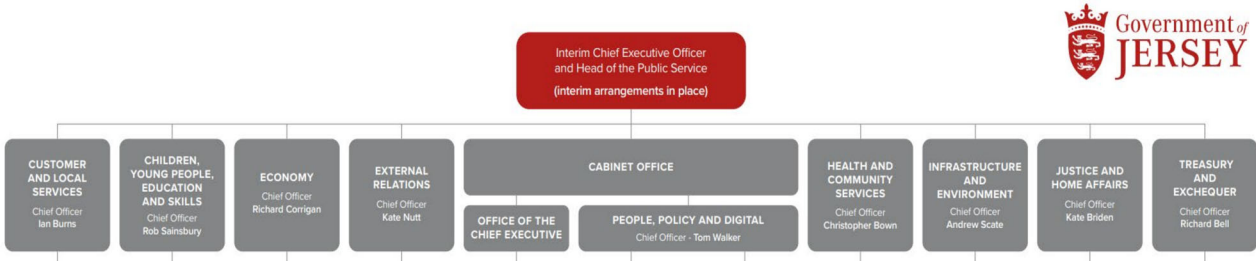 Government of
JERSEY
Interim Chief Executive Officer
and Head of the Public Service
(interim arrangements in place)
CUSTOMER
AND LOCAL
SERVICES
Chief Officer
Ian Burns
CHILDREN,
YOUNG PEOPLE,
EDUCATION
AND SKILLS
Chief Officer
Rob Sainsbury
ECONOMY
Chief Officer
Richard Corrigan
EXTERNAL
RELATIONS
Chief Officer
Kate Nutt
CABINET OFFICE
OFFICE OF THE
CHIEF EXECUTIVE
PEOPLE, POLICY AND DIGITAL
Chief Officer - Tom Walker
HEALTH AND
COMMUNITY
SERVICES
Chief Officer
Christopher Bown
INFRASTRUCTURE
AND
ENVIRONMENT
Chief Officer
Andrew Scate
JUSTICE AND
HOME AFFAIRS
Chief Officer
Kate Briden
TREASURY
AND
EXCHEQUER
Chief Officer
Richard Bell